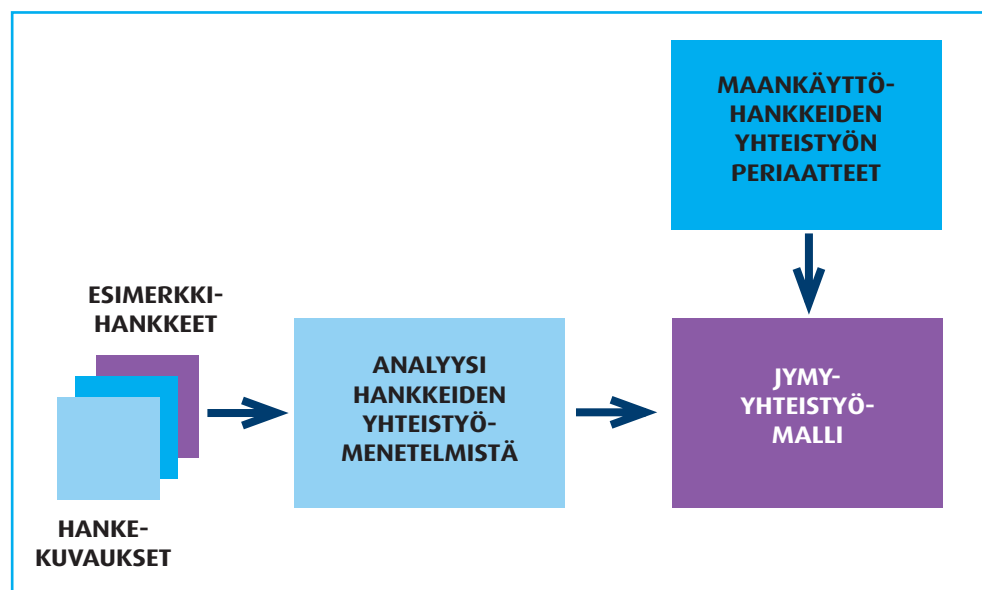 MAANKÄYTTÖ-
HANKKEIDEN
YHTEISTYÖN
PERIAATTEET
ESIMERKKI-
HANKKEET
HANKE-
KUVAUKSET
ANALYYSI
HANKKEIDEN
YHTEISTYÖ-
MENETELMISTÄ
JYMY-
YHTEISTYÖ-
MALLI